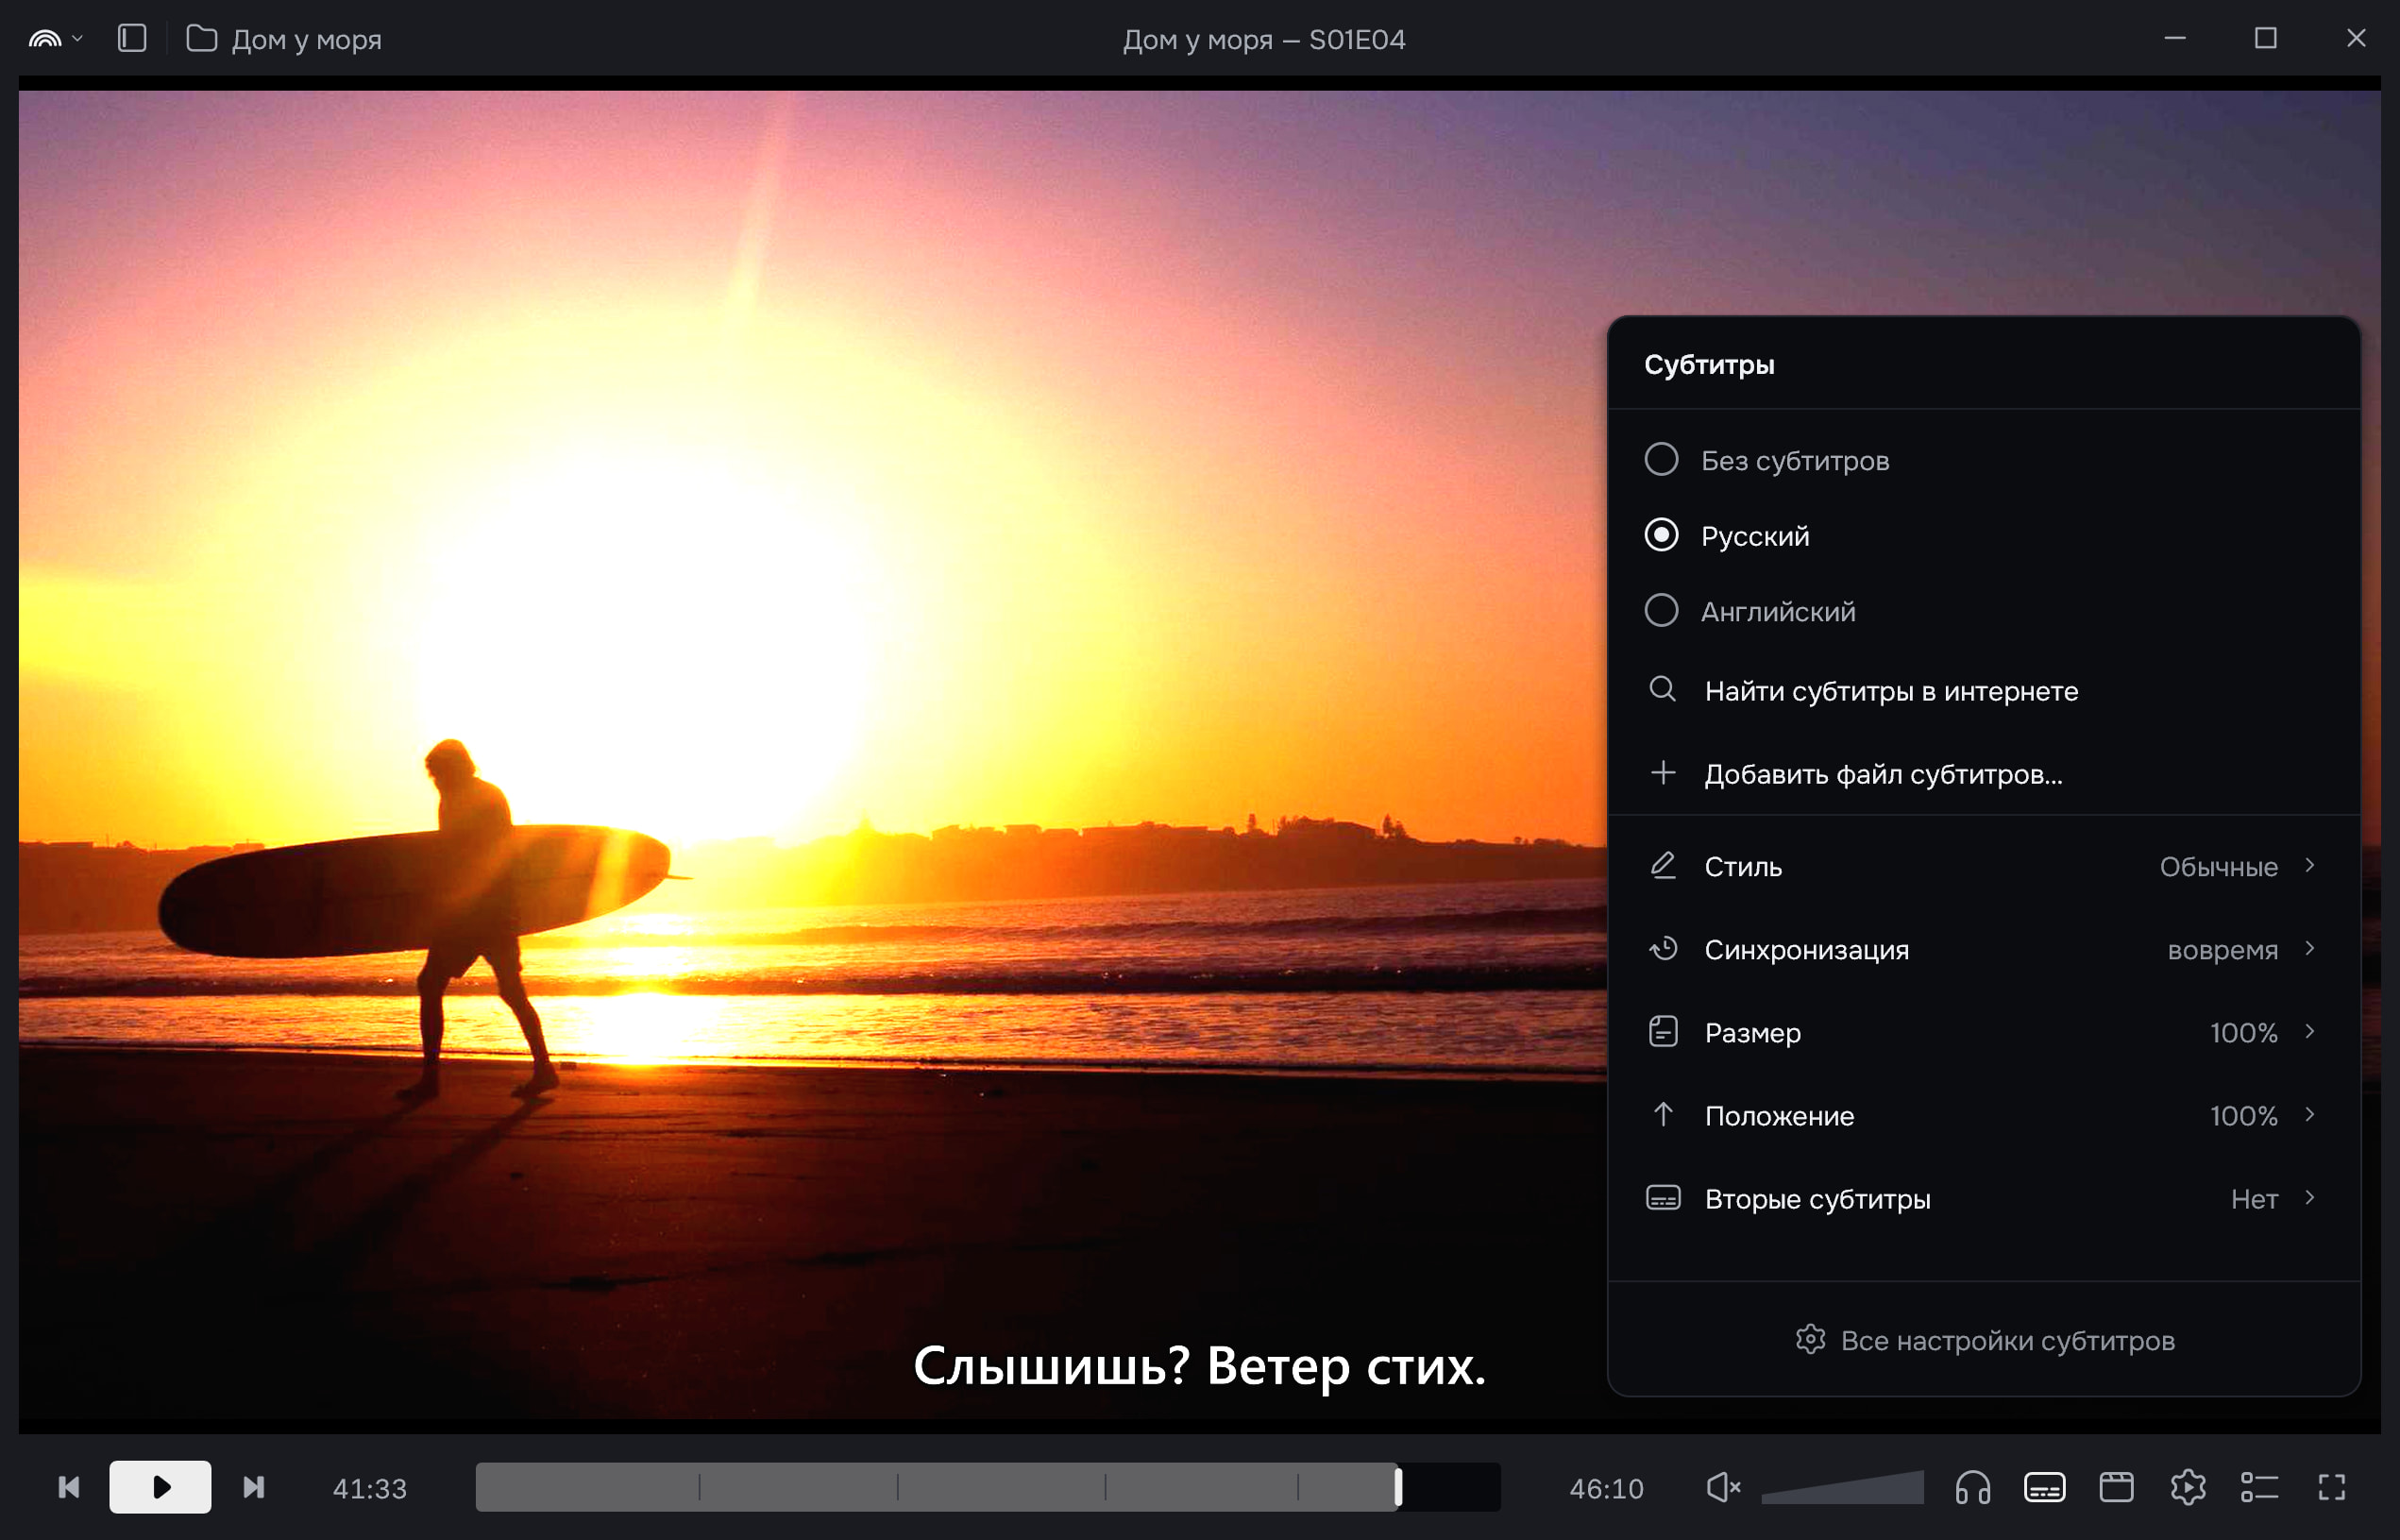 Дом у моря
Дом у моря – S01E04
Субтитры
Без субтитров
Русский
Английский
Найти субтитры в интернете
Добавить файл субтитров...
Стиль Обычные
Синхронизация вовремя
Размер 100%
Положение 100%
Вторые субтитры Нет
Все настройки субтитров
Слышишь? Ветер стих.
41:33
46:10